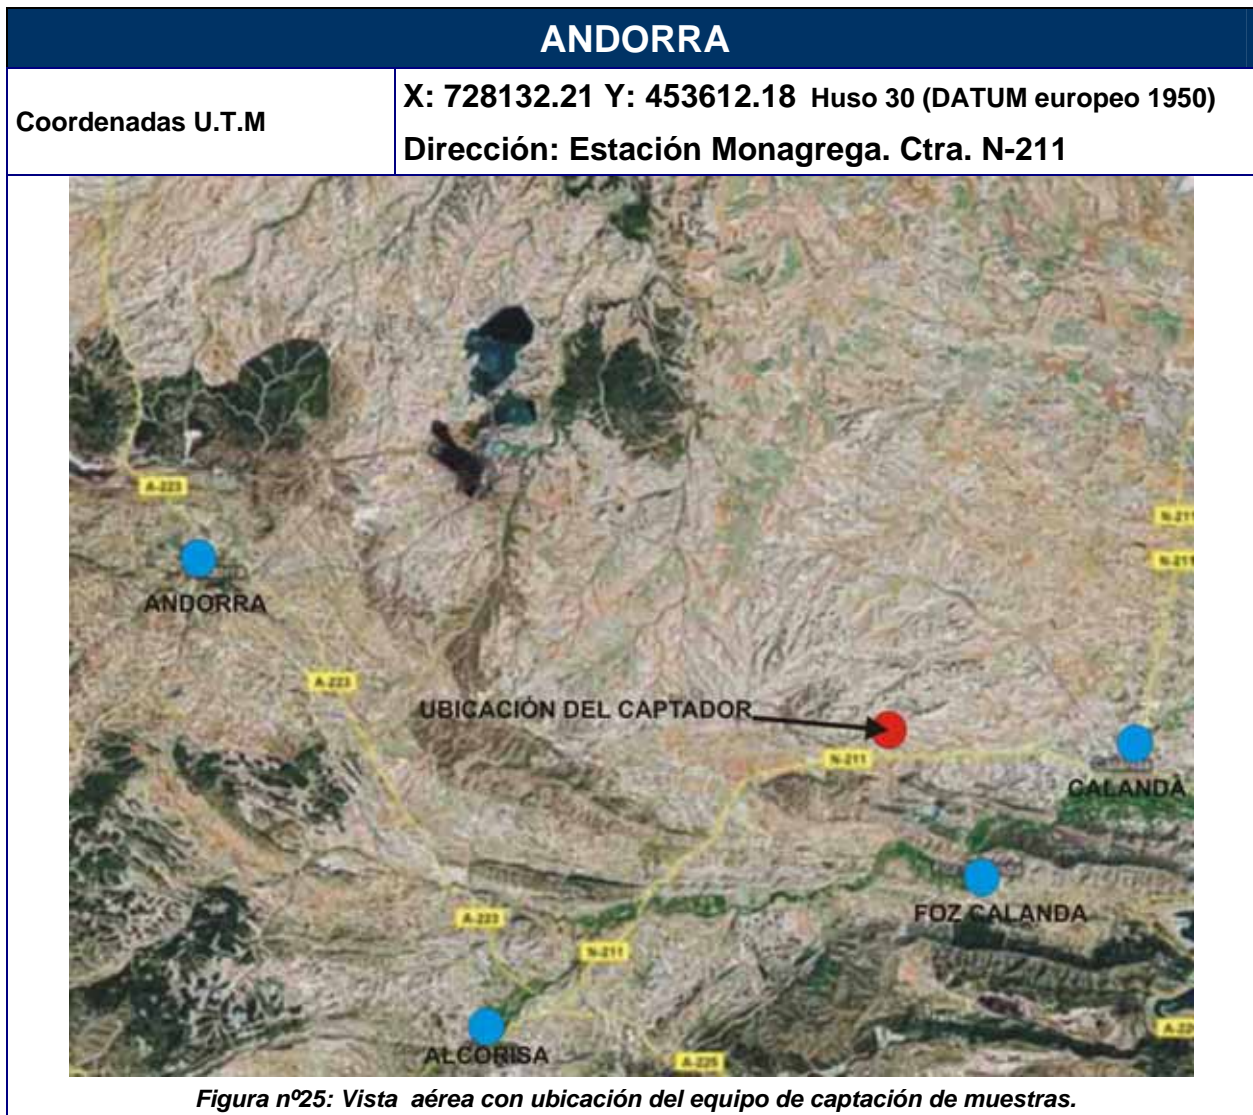 ANDORRA
Coordenadas U.T.M
X: 728132.21 Y: 453612.18 Huso 30 (DATUM europeo 1950)
Dirección: Estación Monagrega. Ctra. N-211
A-223
N-211
N-211
ANDORRA
A-223
UBICACIÓN DEL CAPTADOR
N-211
CALANDA
A-223
FOZ CALANDA
N-211
ALCORISA
A-225
Figura nº25: Vista aérea con ubicación del equipo de captación de muestras.